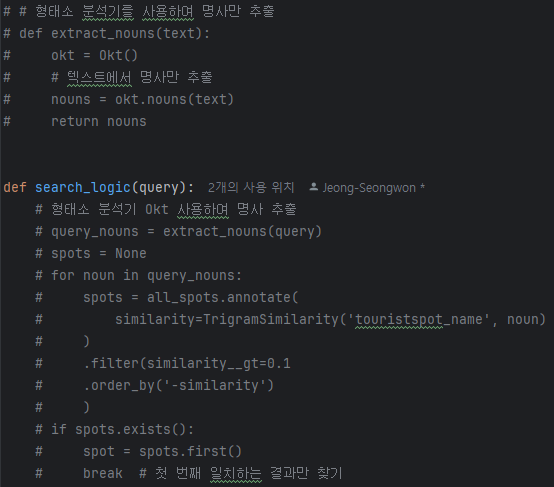 # # 형태소 분석기를 사용하며 명사만 추출
# def extract_nouns(text):
#     okt = Okt()
#     # 텍스트에서 명사만 추출
#     nouns = okt.nouns(text)
#     return nouns
def search_logic(query):  2개의 사용 위치  Jeong-Seongwon *
    # 형태소 분석기 Okt 사용하며 명사 추출
    # query_nouns = extract_nouns(query)
    # spots = None
    # for noun in query_nouns:
    #     spots = all_spots.annotate(
    #         similarity=TrigramSimilarity('touristspot_name', noun)
    #     )
    #     .filter(similarity__gt=0.1
    #     .order_by('-similarity')
    #     )
    # if spots.exists():
    #     spot = spots.first()
    #     break  # 첫 번째 일치하는 결과만 찾기